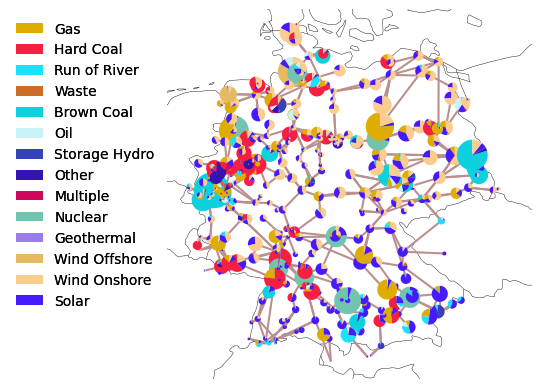 Gas
Hard Coal
Run of River
Waste
Brown Coal
Oil
Storage Hydro
Other
Multiple
Nuclear
Geothermal
Wind Offshore
Wind Onshore
Solar